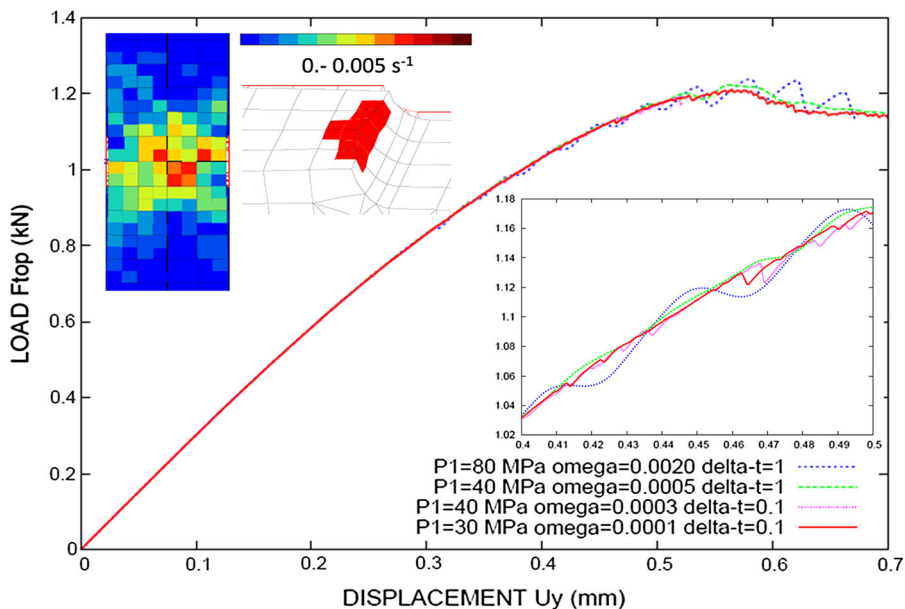 1.4
1.2
1
0.8
0.6
0.4
0.2
0
LOAD Ftop (kN)
0.- 0.005 s⁻¹
1.18
1.16
1.14
1.12
1.1
1.08
1.06
1.04
1.02
0.4 0.41 0.42 0.43 0.44 0.45 0.46 0.47 0.48 0.49 0.5
P1=80 MPa omega=0.0020 delta-t=1
P1=40 MPa omega=0.0005 delta-t=1
P1=40 MPa omega=0.0003 delta-t=0.1
P1=30 MPa omega=0.0001 delta-t=0.1
0 0.1 0.2 0.3 0.4 0.5 0.6 0.7
DISPLACEMENT Uy (mm)